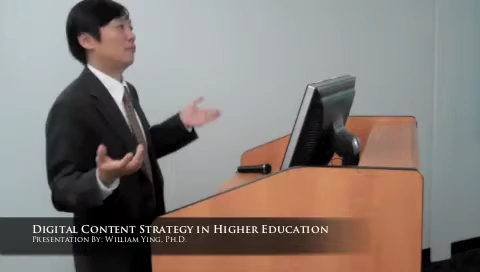 Digital Content Strategy in Higher Education
Presentation By: William Ying, Ph.D.